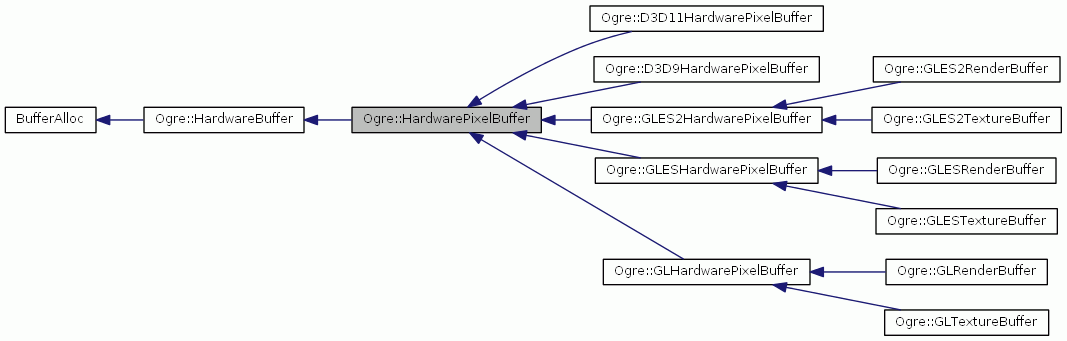 Ogre::D3D11HardwarePixelBuffer
Ogre::D3D9HardwarePixelBuffer
Ogre::GLES2RenderBuffer
BufferAlloc
Ogre::HardwareBuffer
Ogre::HardwarePixelBuffer
Ogre::GLES2HardwarePixelBuffer
Ogre::GLES2TextureBuffer
Ogre::GLESHardwarePixelBuffer
Ogre::GLESRenderBuffer
Ogre::GLESTextureBuffer
Ogre::GLHardwarePixelBuffer
Ogre::GLRenderBuffer
Ogre::GLTextureBuffer